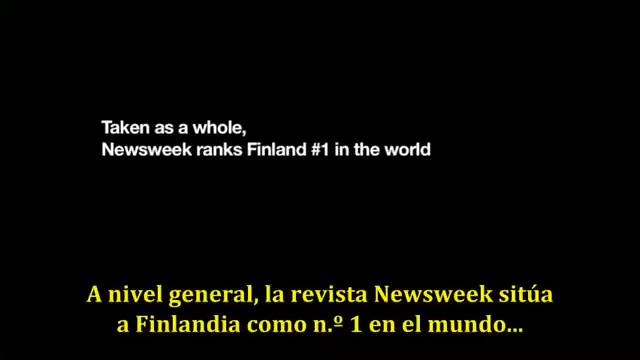 Taken as a whole,
Newsweek ranks Finland #1 in the world
A nivel general, la revista Newsweek sitúa
a Finlandia como n.º 1 en el mundo...